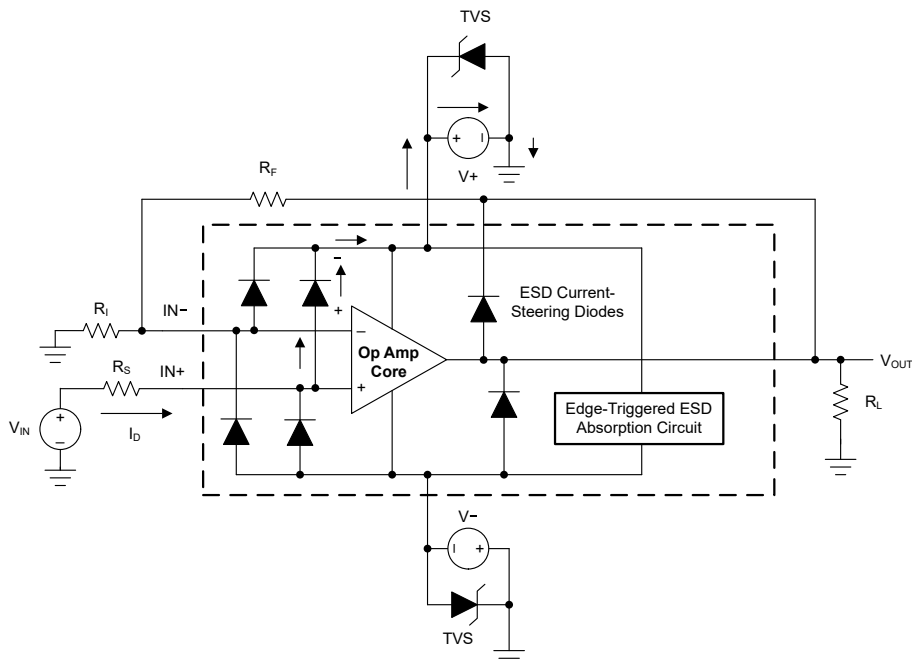 TVS
+
−
V+
RF
−
+
ESD Current-
Steering Diodes
RI
IN−
−
Op Amp
Core
VOUT
RS
IN+
+
RL
Edge-Triggered ESD
Absorption Circuit
VIN
+
−
ID
V−
−
+
TVS